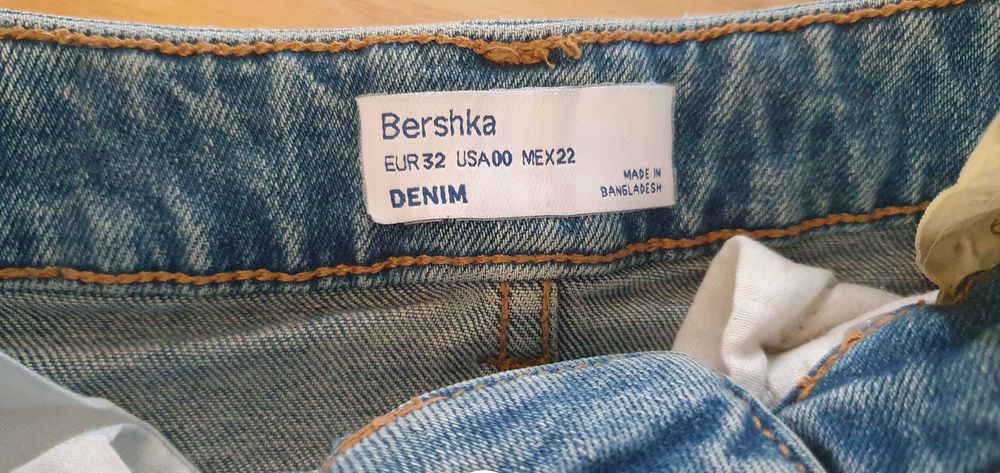 Bershka
EUR 32 USA 00 MEX 22
DENIM
MADE IN
BANGLADESH